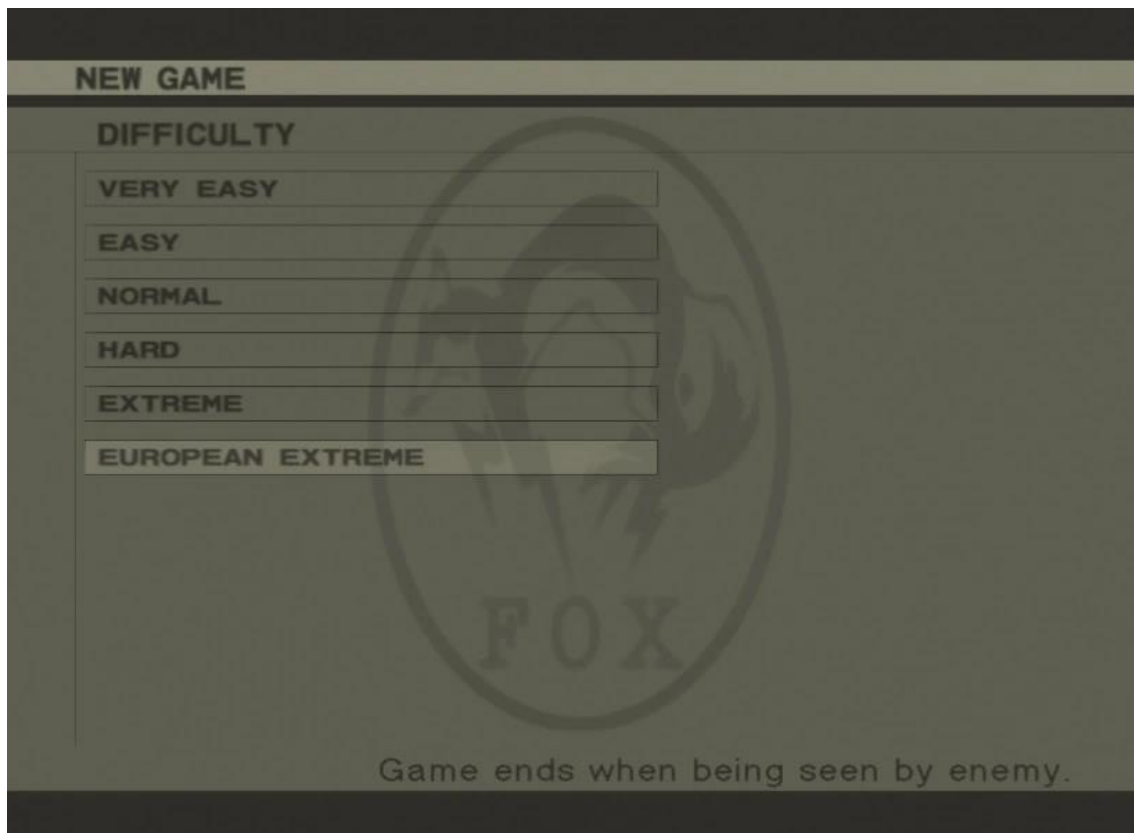 NEW GAME
DIFFICULTY
VERY EASY
EASY
NORMAL
HARD
EXTREME
EUROPEAN EXTREME
FOX
Game ends when being seen by enemy.